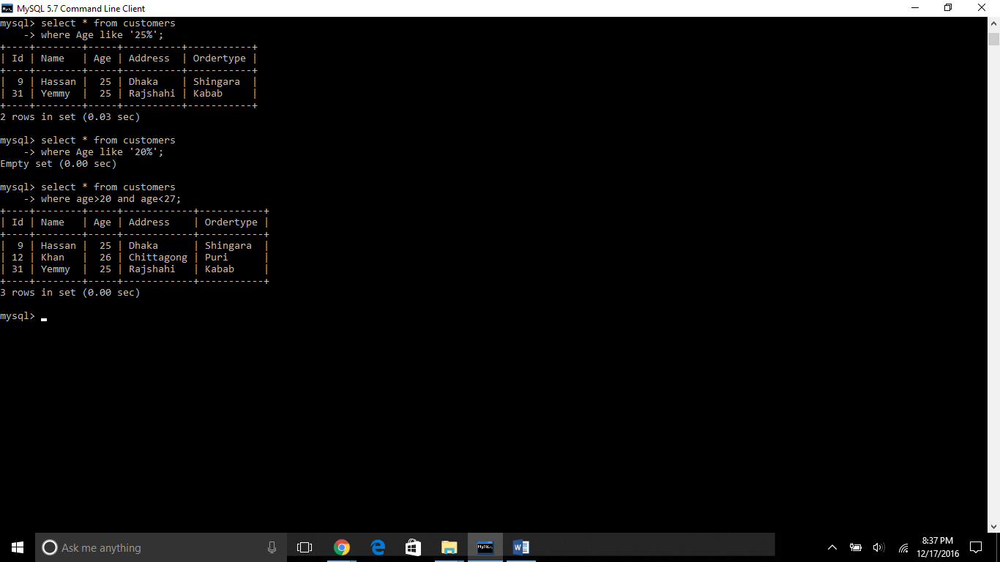 MySQL 5.7 Command Line Client
mysql> select * from customers
    -> where Age like '25%';
+----+--------+-----+----------+-----------+
| Id | Name   | Age | Address  | Ordertype |
+----+--------+-----+----------+-----------+
|  9 | Hassan |  25 | Dhaka    | Shingara  |
| 31 | Yemmy  |  25 | Rajshahi | Kabab     |
+----+--------+-----+----------+-----------+
2 rows in set (0.03 sec)
mysql> select * from customers
    -> where Age like '20%';
Empty set (0.00 sec)
mysql> select * from customers
    -> where age>20 and age<27;
+----+--------+-----+------------+-----------+
| Id | Name   | Age | Address    | Ordertype |
+----+--------+-----+------------+-----------+
|  9 | Hassan |  25 | Dhaka      | Shingara  |
| 12 | Khan   |  26 | Chittagong | Puri      |
| 31 | Yemmy  |  25 | Rajshahi   | Kabab     |
+----+--------+-----+------------+-----------+
3 rows in set (0.00 sec)
mysql>
Ask me anything
8:37 PM
12/17/2016